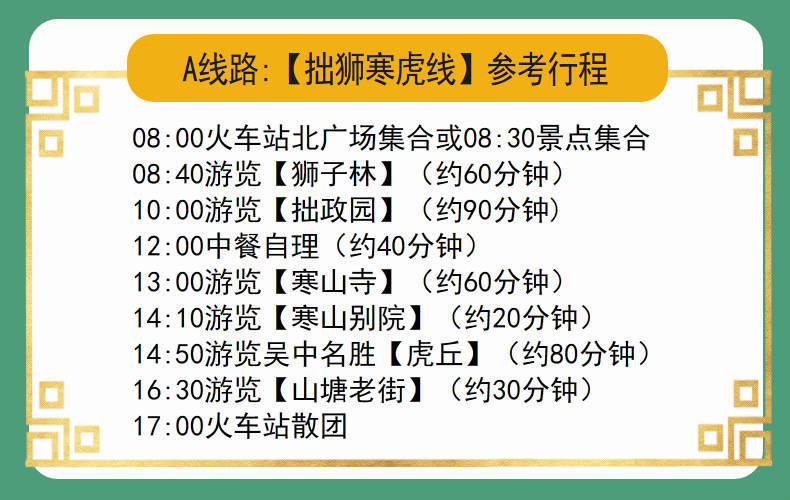 A线路:【拙狮寒虎线】参考行程
08:00火车站北广场集合或08:30景点集合
08:40游览【狮子林】（约60分钟）
10:00游览【拙政园】（约90分钟)
12:00中餐自理（约40分钟）
13:00游览【寒山寺】（约60分钟）
14:10游览【寒山别院】（约20分钟）
14:50游览吴中名胜【虎丘】（约80分钟）
16:30游览【山塘老街】（约30分钟）
17:00火车站散团